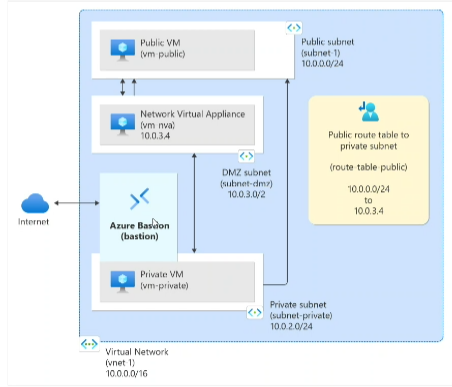 Public VM
(vm-public)
Public subnet
(subnet-1)
10.0.0.0/24
Network Virtual Appliance
(vm-nva)
10.0.3.4
DMZ subnet
(subnet-dmz)
10.0.3.0/2
Public route table to
private subnet
(route-table-public)
10.0.0.0/24
to
10.0.3.4
Internet
Azure Bastion
(bastion)
Private VM
(vm-private)
Private subnet
(subnet-private)
10.0.2.0/24
Virtual Network
(vnet-1)
10.0.0.0/16